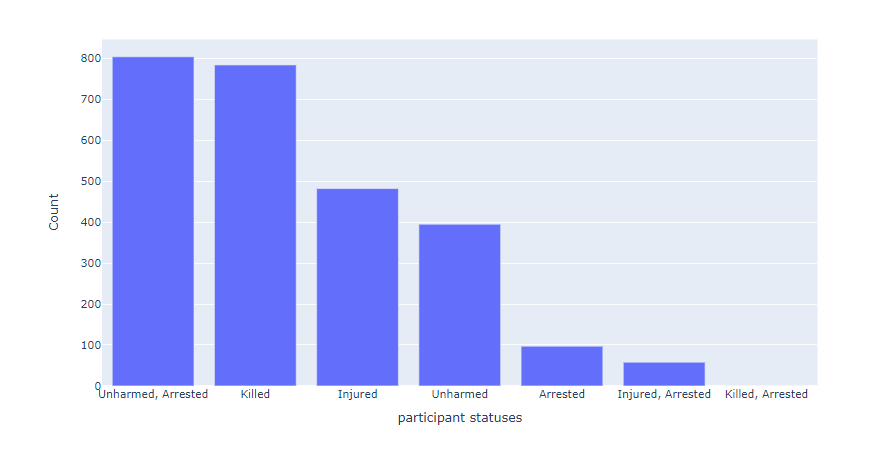 800
700
600
500
400
300
200
100
0
Count
Unharmed, Arrested
Killed
Injured
Unharmed
Arrested
Injured, Arrested
Killed, Arrested
participant statuses